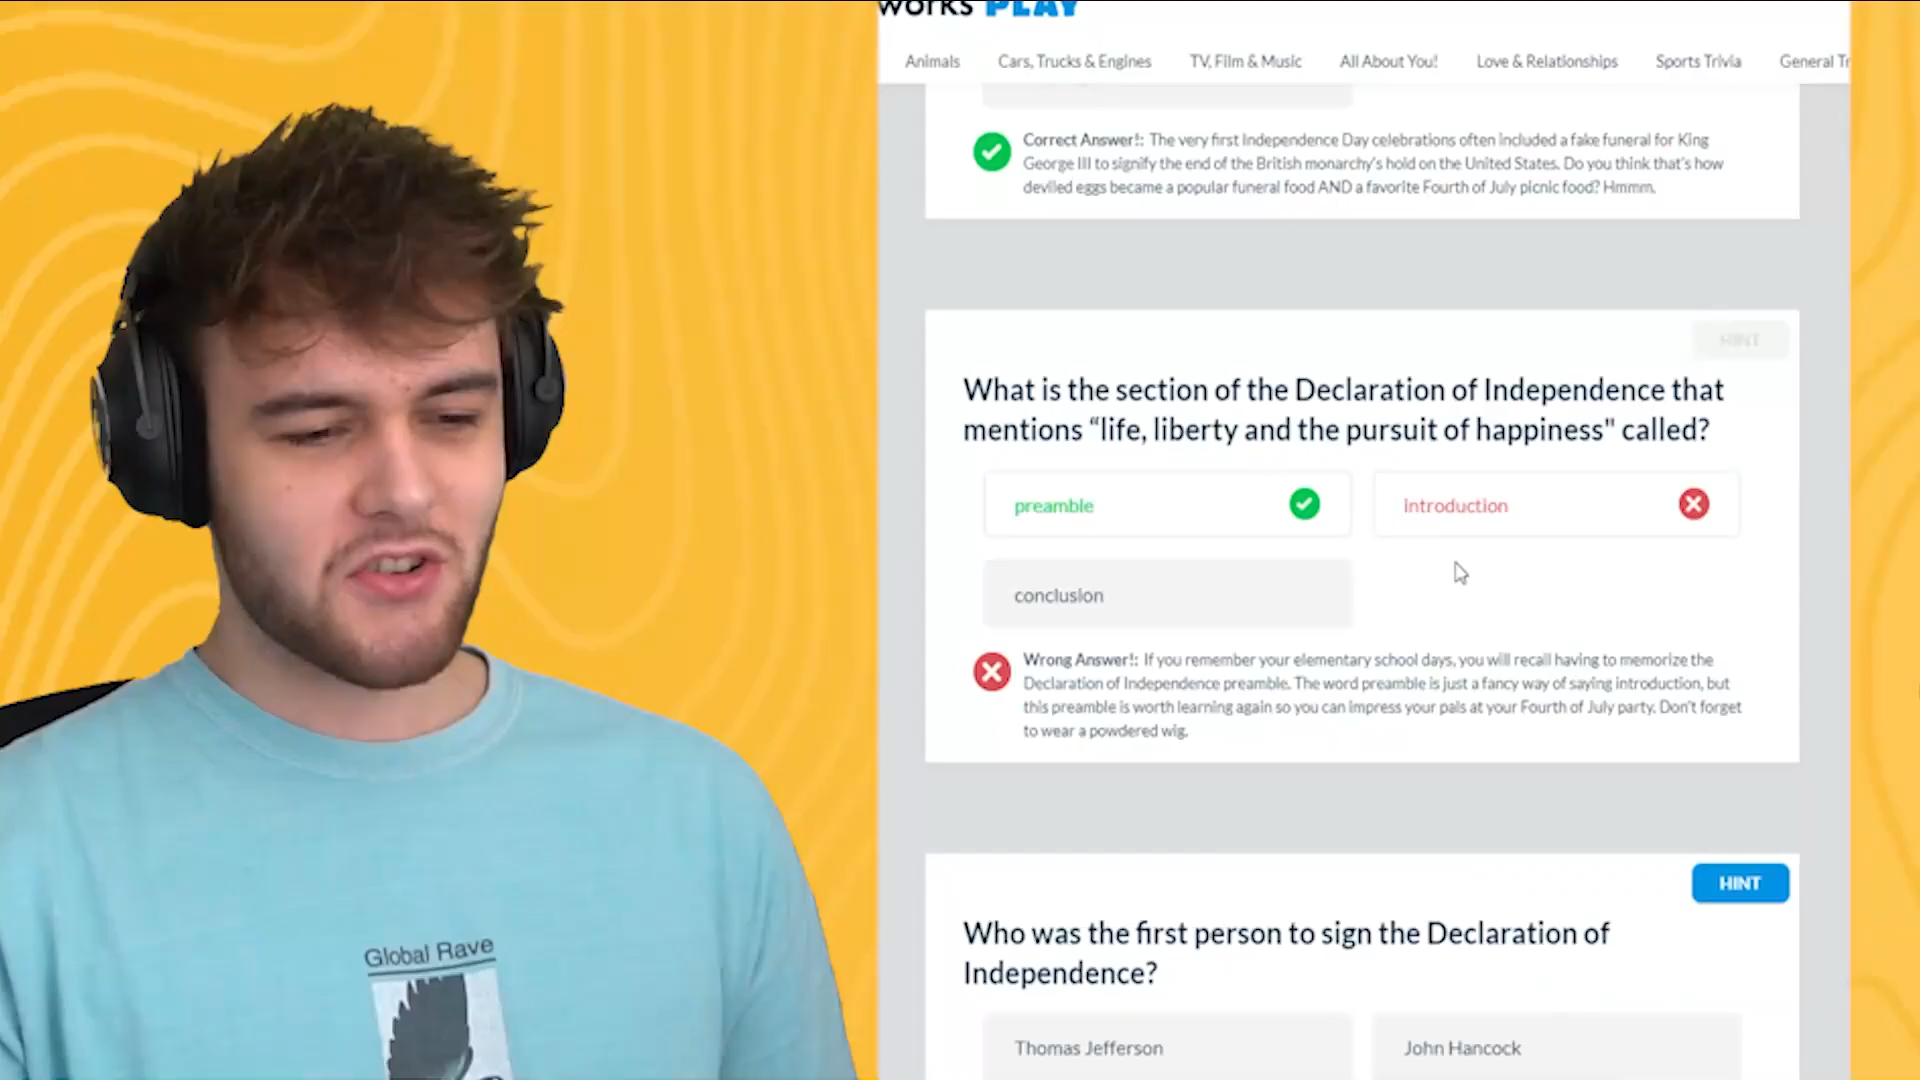 works PLAY
Animals Cars, Trucks & Engines TV, Film & Music All About You! Love & Relationships Sports Trivia General Tr
Correct Answer!: The very first Independence Day celebrations often included a fake funeral for King
George III to signify the end of the British monarchy's hold on the United States. Do you think that's how
deviled eggs became a popular funeral food AND a favorite Fourth of July picnic food? Hmmm.
HINT
What is the section of the Declaration of Independence that
mentions “life, liberty and the pursuit of happiness" called?
preamble
introduction
conclusion
Wrong Answer!: If you remember your elementary school days, you will recall having to memorize the
Declaration of Independence preamble. The word preamble is just a fancy way of saying introduction, but
this preamble is worth learning again so you can impress your pals at your Fourth of July party. Don't forget
to wear a powdered wig.
HINT
Who was the first person to sign the Declaration of
Independence?
Thomas Jefferson
John Hancock
Global Rave